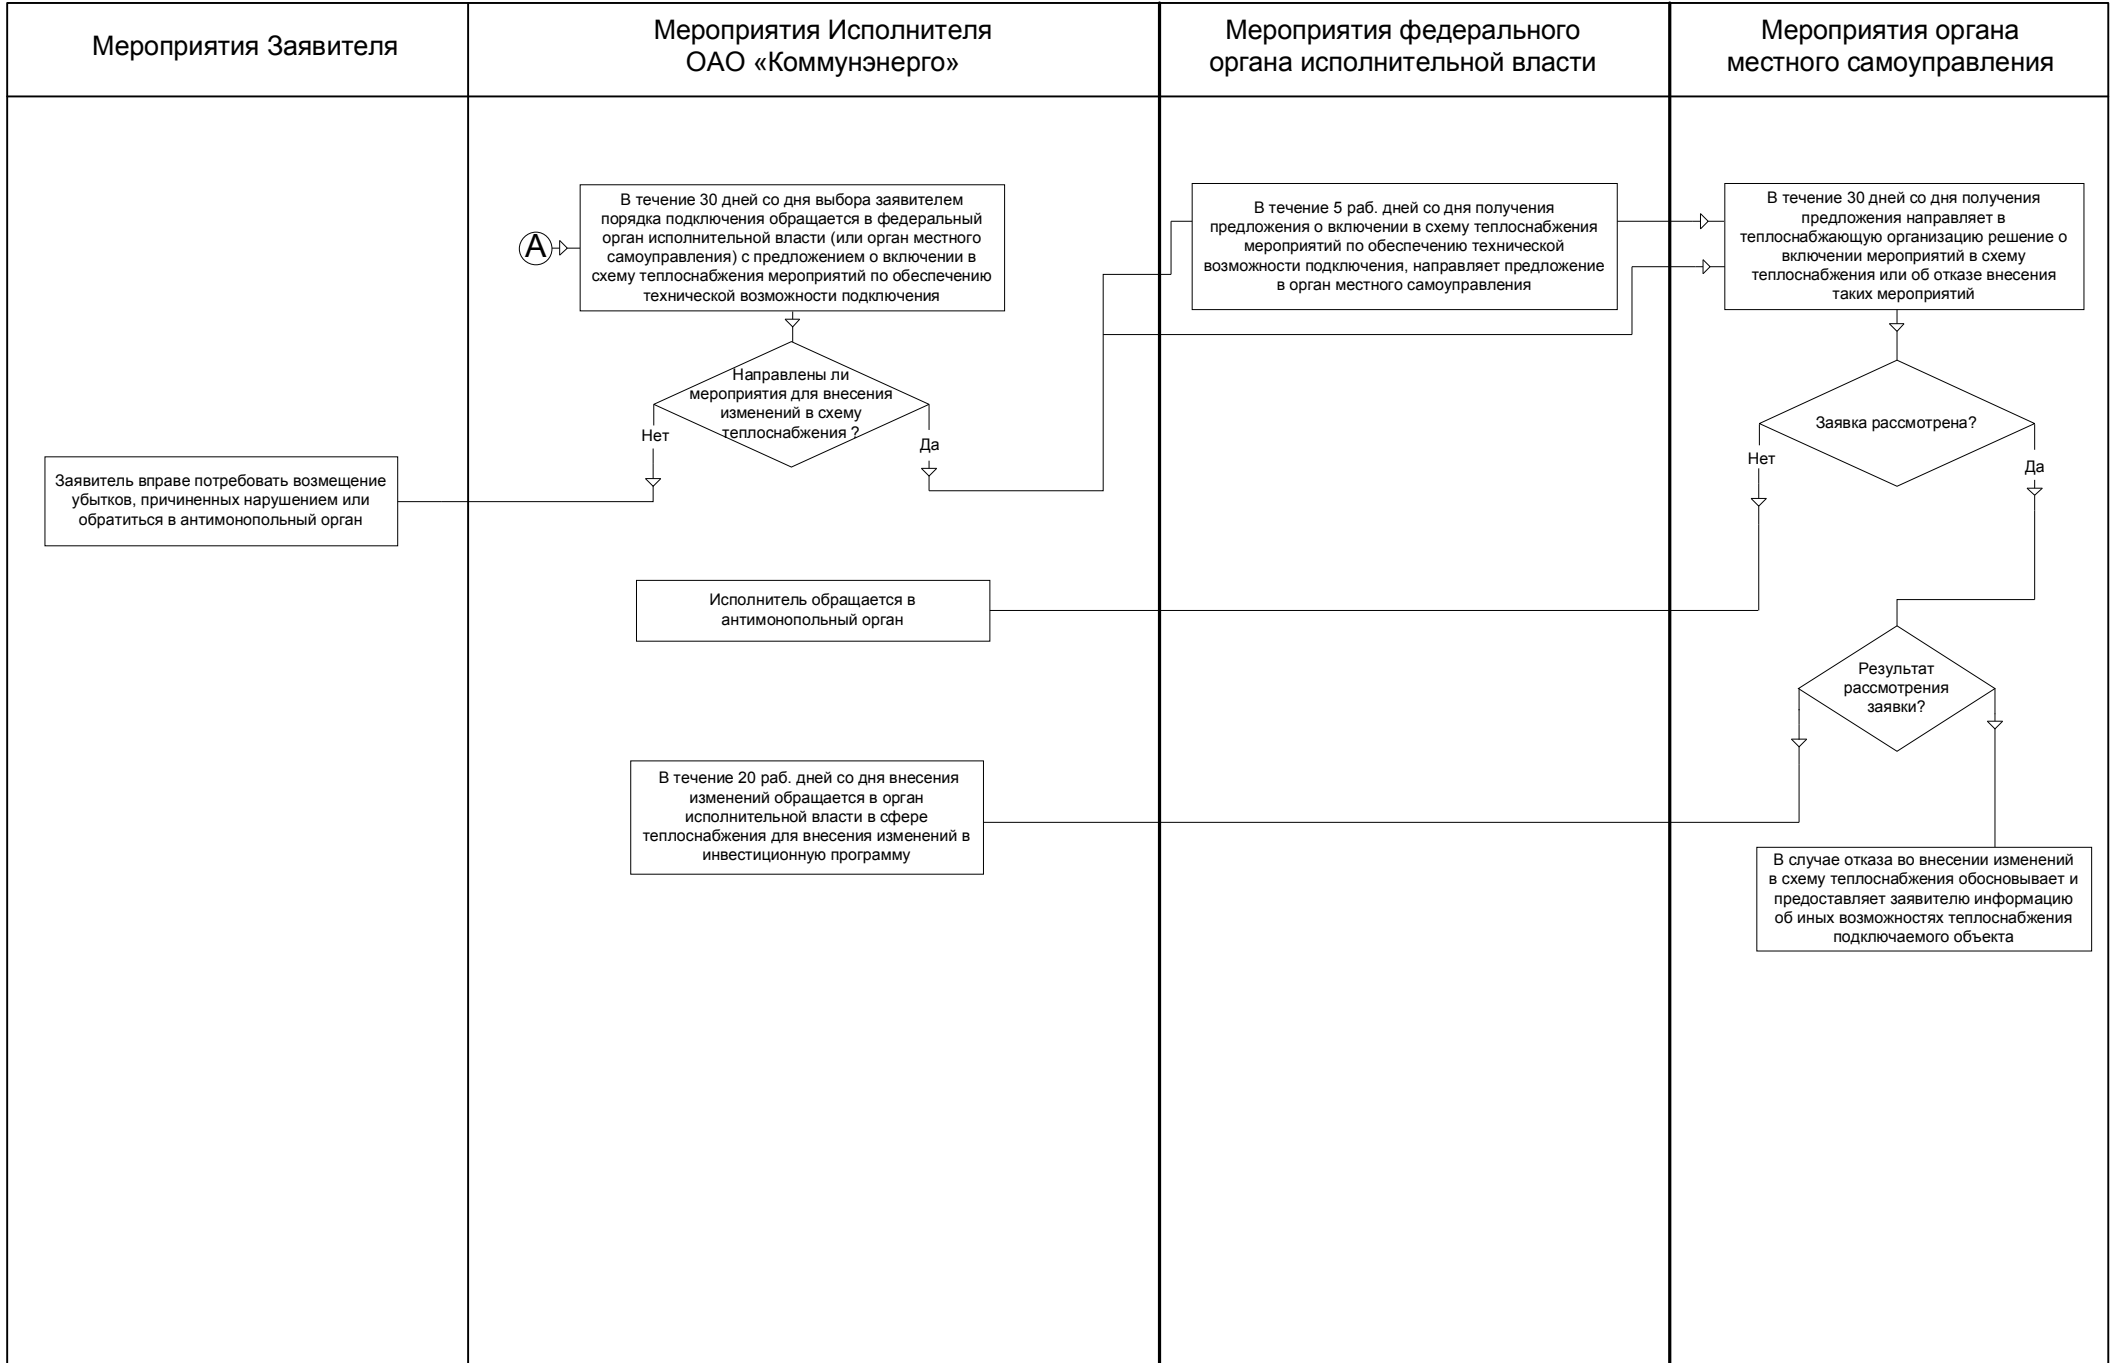 Мероприятия Заявителя
Мероприятия Исполнителя
ОАО «Коммунэнерго»
Мероприятия федерального
органа исполнительной власти
Мероприятия органа
местного самоуправления
А
В течение 30 дней со дня выбора заявителем
порядка подключения обращается в федеральный
орган исполнительной власти (или орган местного
самоуправления) с предложением о включении в
схему теплоснабжения мероприятий по обеспечению
технической возможности подключения
В течение 5 раб. дней со дня получения
предложения о включении в схему теплоснабжения
мероприятий по обеспечению технической
возможности подключения, направляет предложение
в орган местного самоуправления
В течение 30 дней со дня получения
предложения направляет в
теплоснабжающую организацию решение о
включении мероприятий в схему
теплоснабжения или об отказе внесения
таких мероприятий
Направлены ли
мероприятия для внесения
изменений в схему
теплоснабжения ?
Нет
Да
Заявка рассмотрена?
Нет
Да
Заявитель вправе потребовать возмещение
убытков, причиненных нарушением или
обратиться в антимонопольный орган
Исполнитель обращается в
антимонопольный орган
Результат
рассмотрения
заявки?
В течение 20 раб. дней со дня внесения
изменений обращается в орган
исполнительной власти в сфере
теплоснабжения для внесения изменений в
инвестиционную программу
В случае отказа во внесении изменений
в схему теплоснабжения обосновывает и
предоставляет заявителю информацию
об иных возможностях теплоснабжения
подключаемого объекта